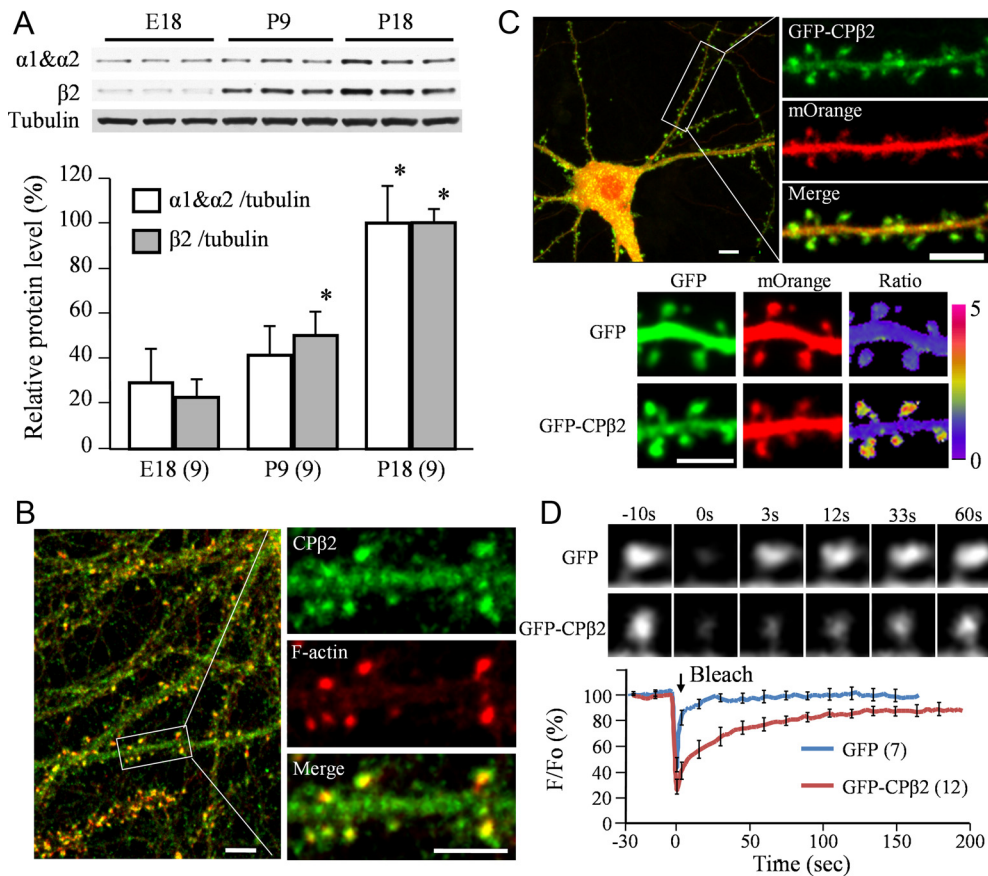 A
E18 P9 P18
α1&α2
β2
Tubulin
Relative protein level (%)
120
100
80
60
40
20
0
α1&α2 /tubulin
β2 /tubulin
*
*
*
E18 (9) P9 (9) P18 (9)
B
CPβ2
F-actin
Merge
C
GFP-CPβ2
mOrange
Merge
GFP mOrange Ratio
GFP
GFP-CPβ2
5
0
D
-10s 0s 3s 12s 33s 60s
GFP
GFP-CPβ2
Bleach
F/Fo (%)
100
80
60
40
20
0
GFP (7)
GFP-CPβ2 (12)
-30 0 50 100 150 200
Time (sec)